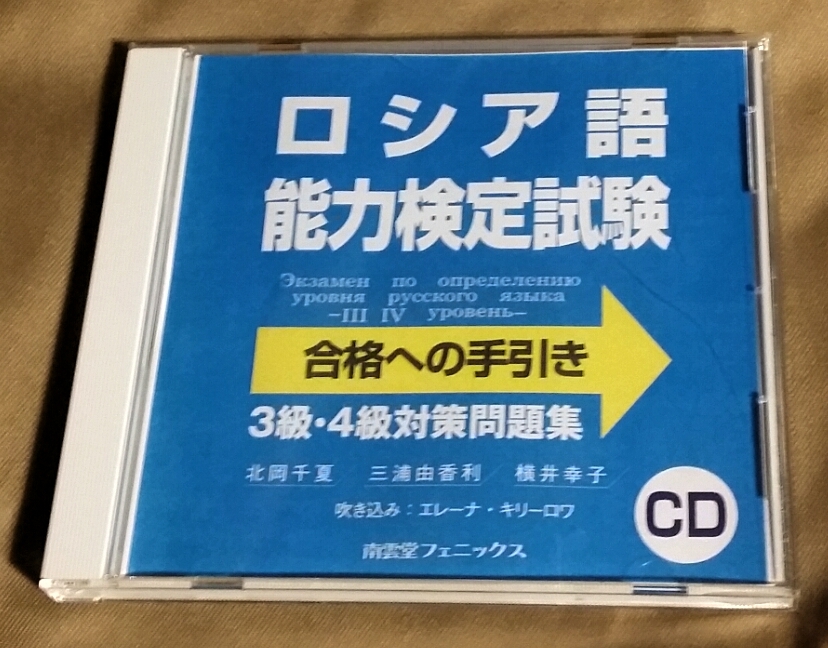 ロシア語
能力検定試験
Экзамен по определению
уровня русского языка
–III IV уровень–
合格への手引き
3級・4級対策問題集
北岡千夏 三浦由香利 横井幸子
吹き込み：エレーナ・キリーロワ
CD
南雲堂フェニックス